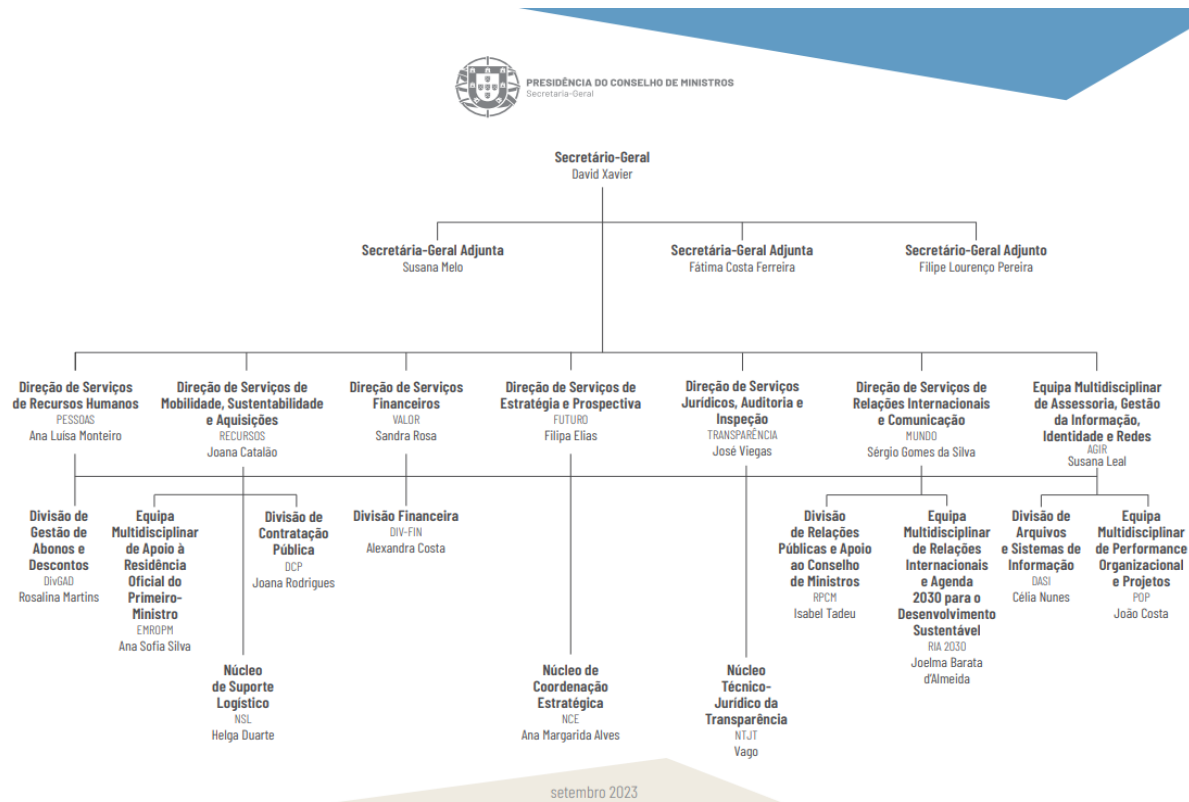 PRESIDÊNCIA DO CONSELHO DE MINISTROS
Secretaria-Geral
Secretário-Geral
David Xavier
Secretária-Geral Adjunta
Susana Melo
Secretária-Geral Adjunta
Fátima Costa Ferreira
Secretário-Geral Adjunto
Filipe Lourenço Pereira
Direção de Serviços
de Recursos Humanos
PESSOAS
Ana Luísa Monteiro
Direção de Serviços de
Mobilidade, Sustentabilidade
e Aquisições
RECURSOS
Joana Catalão
Direção de Serviços
Financeiros
VALOR
Sandra Rosa
Direção de Serviços de
Estratégia e Prospectiva
FUTURO
Filipa Elias
Direção de Serviços
Jurídicos, Auditoria e
Inspeção
TRANSPARÊNCIA
José Viegas
Direção de Serviços de
Relações Internacionais
e Comunicação
MUNDO
Sérgio Gomes da Silva
Equipa Multidisciplinar
de Assessoria, Gestão
da Informação,
Identidade e Redes
AGIR
Susana Leal
Divisão de
Gestão de
Abonos e
Descontos
DivGAD
Rosalina Martins
Equipa
Multidisciplinar
de Apoio à
Residência
Oficial do
Primeiro-
Ministro
EMROPM
Ana Sofia Silva
Divisão de
Contratação
Pública
DCP
Joana Rodrigues
Divisão Financeira
DIV-FIN
Alexandra Costa
Divisão
de Relações
Públicas e Apoio
ao Conselho
de Ministros
RPCM
Isabel Tadeu
Equipa
Multidisciplinar
de Relações
Internacionais
e Agenda
2030 para o
Desenvolvimento
Sustentável
RIA 2030
Joelma Barata
d'Almeida
Divisão de
Arquivos
e Sistemas de
Informação
DASI
Célia Nunes
Equipa
Multidisciplinar
de Performance
Organizacional
e Projetos
POP
João Costa
Núcleo
de Suporte
Logístico
NSL
Helga Duarte
Núcleo de
Coordenação
Estratégica
NCE
Ana Margarida Alves
Núcleo
Técnico-
Jurídico da
Transparência
NTJT
Vago
setembro 2023